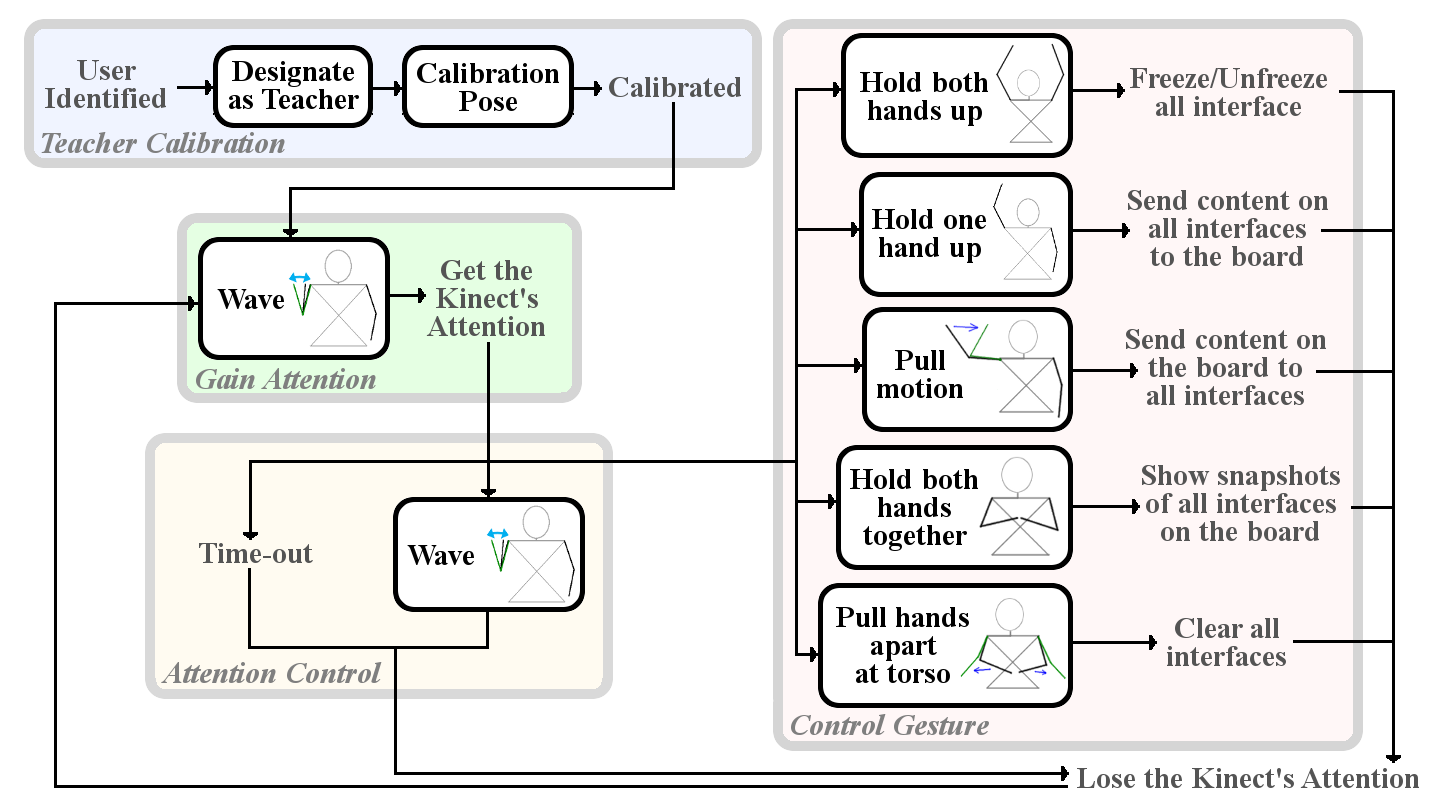 User
Identified
Designate
as Teacher
Calibration
Pose
Calibrated
Teacher Calibration
Wave
Get the
Kinect's
Attention
Gain Attention
Time-out
Wave
Attention Control
Hold both
hands up
Freeze/Unfreeze
all interface
Hold one
hand up
Send content on
all interfaces
to the board
Pull
motion
Send content on
the board to
all interfaces
Hold both
hands
together
Show snapshots
of all interfaces
on the board
Pull hands
apart
at torso
Clear all
interfaces
Control Gesture
Lose the Kinect's Attention